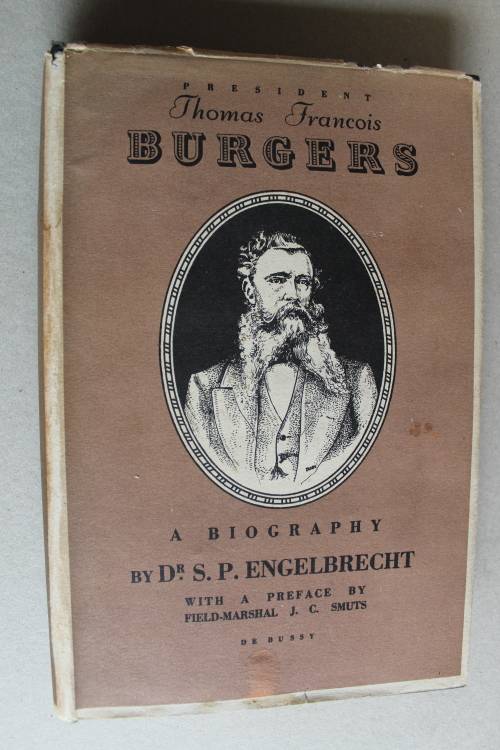 PRESIDENT
Thomas Francois
BURGERS
A BIOGRAPHY
BY DR. S. P. ENGELBRECHT
WITH A PREFACE BY
FIELD-MARSHAL J. C. SMUTS
DE BUSSY